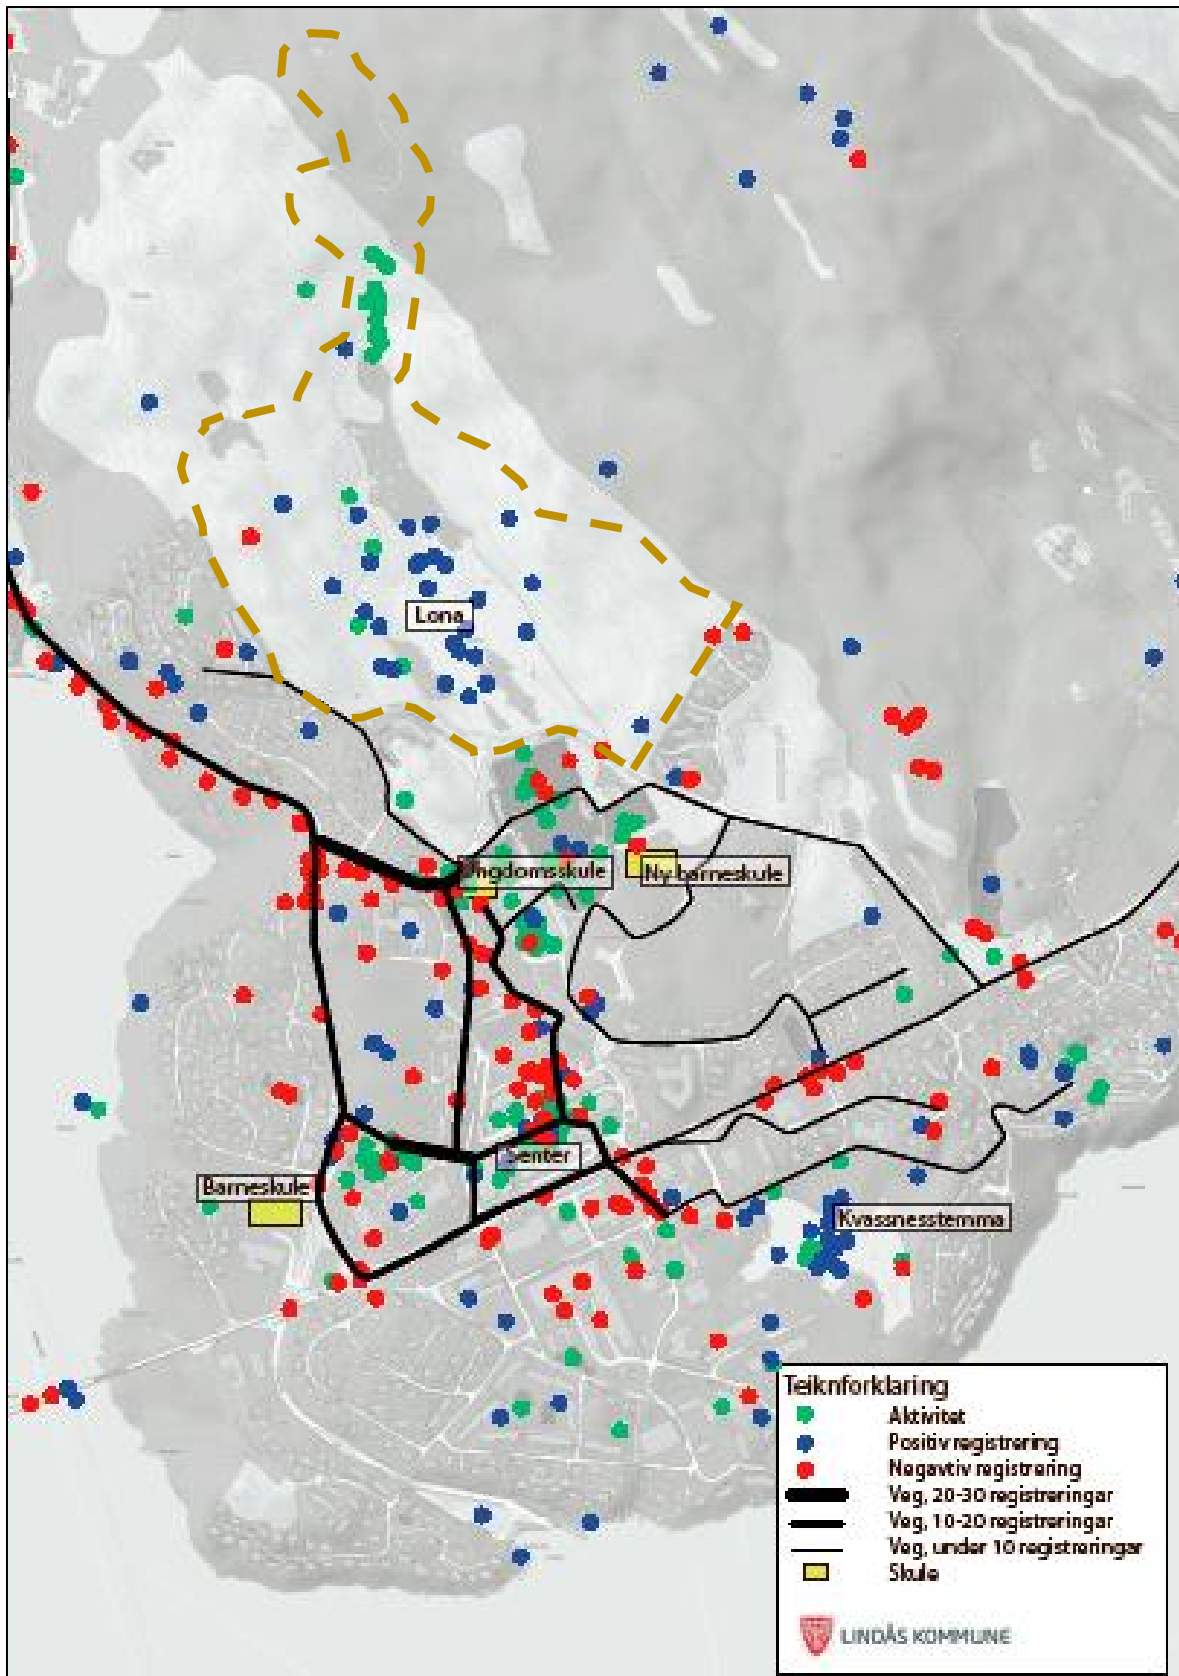 Lona
Ungdomsskule
Ny barneskule
Senter
Barneskule
Kvassnesstemma
Teiknforklaring
Aktivitet
Positiv registrering
Negavtiv registrering
Veg, 20-30 registreringar
Veg, 10-20 registreringar
Veg, under 10 registreringar
Skule
LINDÅS KOMMUNE